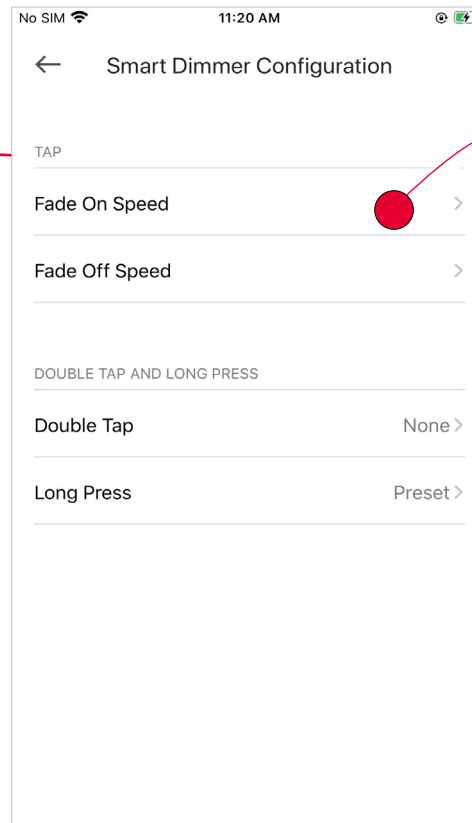 No SIM 11:20 AM
Smart Dimmer Configuration
TAP
Fade On Speed
Fade Off Speed
DOUBLE TAP AND LONG PRESS
Double Tap None
Long Press Preset